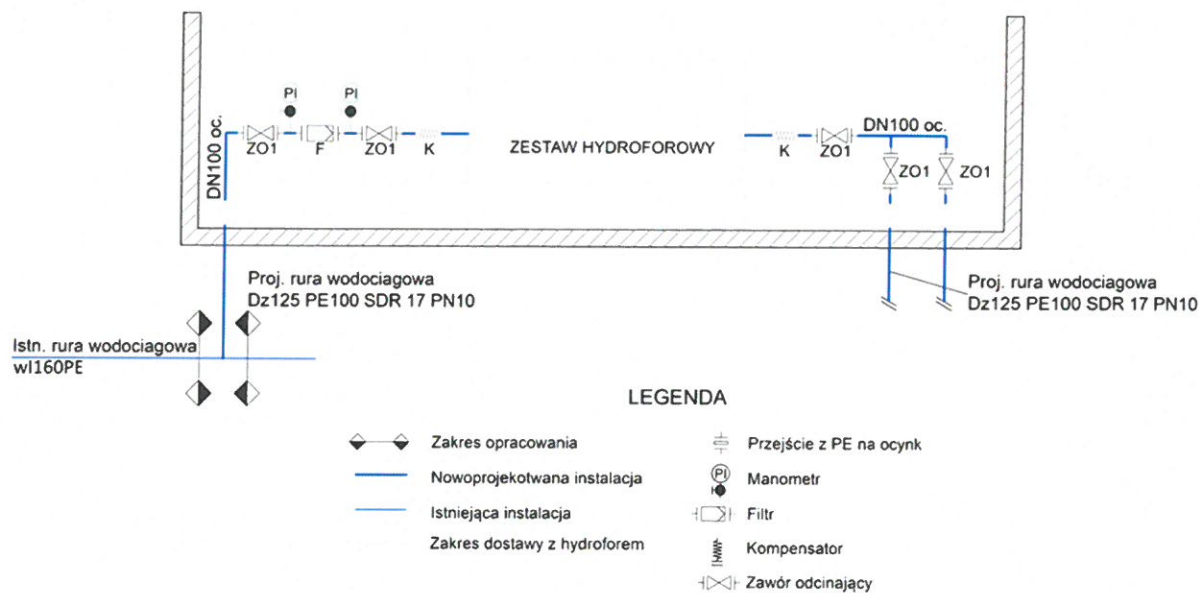 PI
PI
DN100 oc.
ZO1
F
ZO1
K
ZESTAW HYDROFOROWY
K
ZO1
DN100 oc.
ZO1
ZO1
Proj. rura wodociagowa
Dz125 PE100 SDR 17 PN10
Proj. rura wodociagowa
Dz125 PE100 SDR 17 PN10
Istn. rura wodociagowa
wl160PE
LEGENDA
Zakres opracowania
Nowoprojekotwana instalacja
Istniejąca instalacja
Zakres dostawy z hydroforem
Przejście z PE na ocynk
PI
Manometr
Filtr
Kompensator
Zawór odcinający